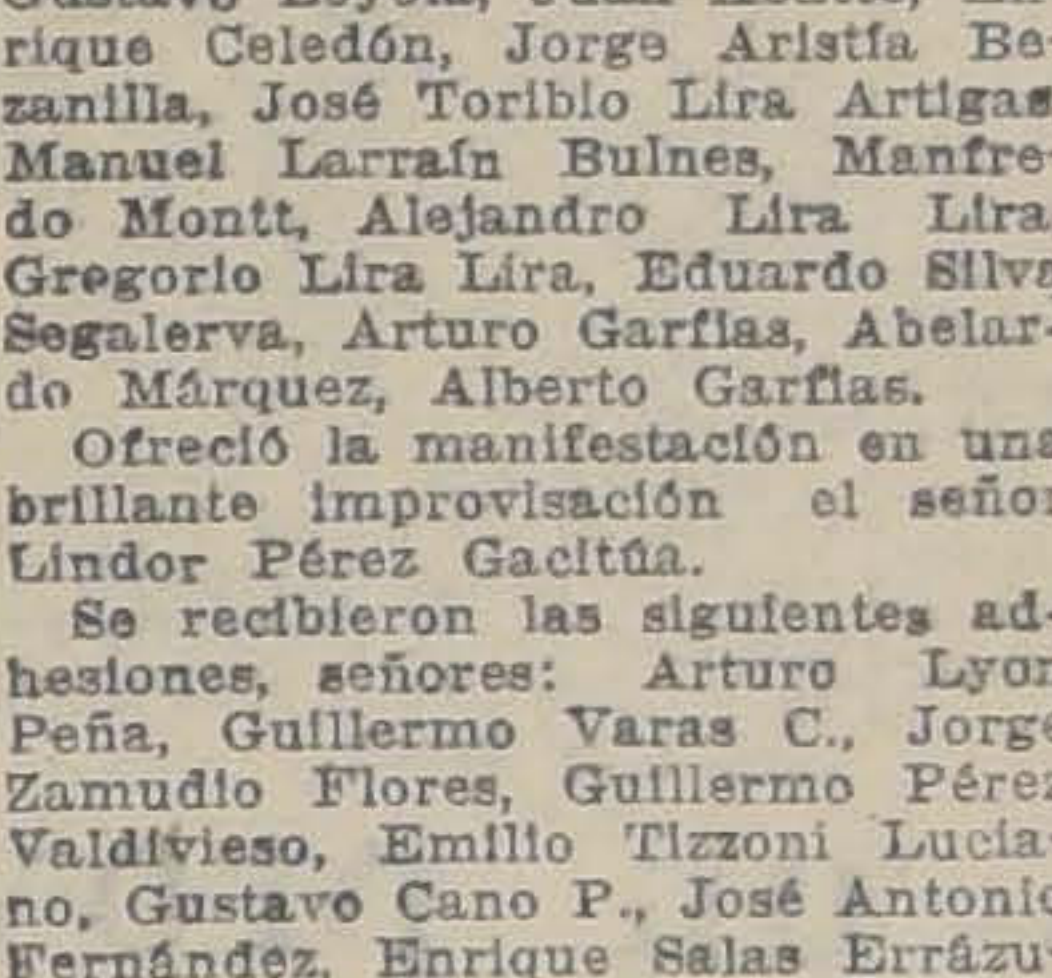 rique Celedón, Jorge Aristía Be-
zanilla, José Toribio Lira Artigas
Manuel Larraín Bulnes, Manfre-
do Montt, Alejandro Lira Lira
Gregorio Lira Lira, Eduardo Silva
Segalerva, Arturo Garfias, Abelar-
do Márquez, Alberto Garfias.
Ofreció la manifestación en una
brillante improvisación el señor
Lindor Pérez Gacitúa.
Se recibieron las siguientes ad-
hesiones, señores: Arturo Lyon
Peña, Guillermo Varas C., Jorge
Zamudio Flores, Guillermo Pérez
Valdivieso, Emilio Tizzoni Lucia-
no, Gustavo Cano P., José Antonio
Fernández, Enrique Salas Errázu-